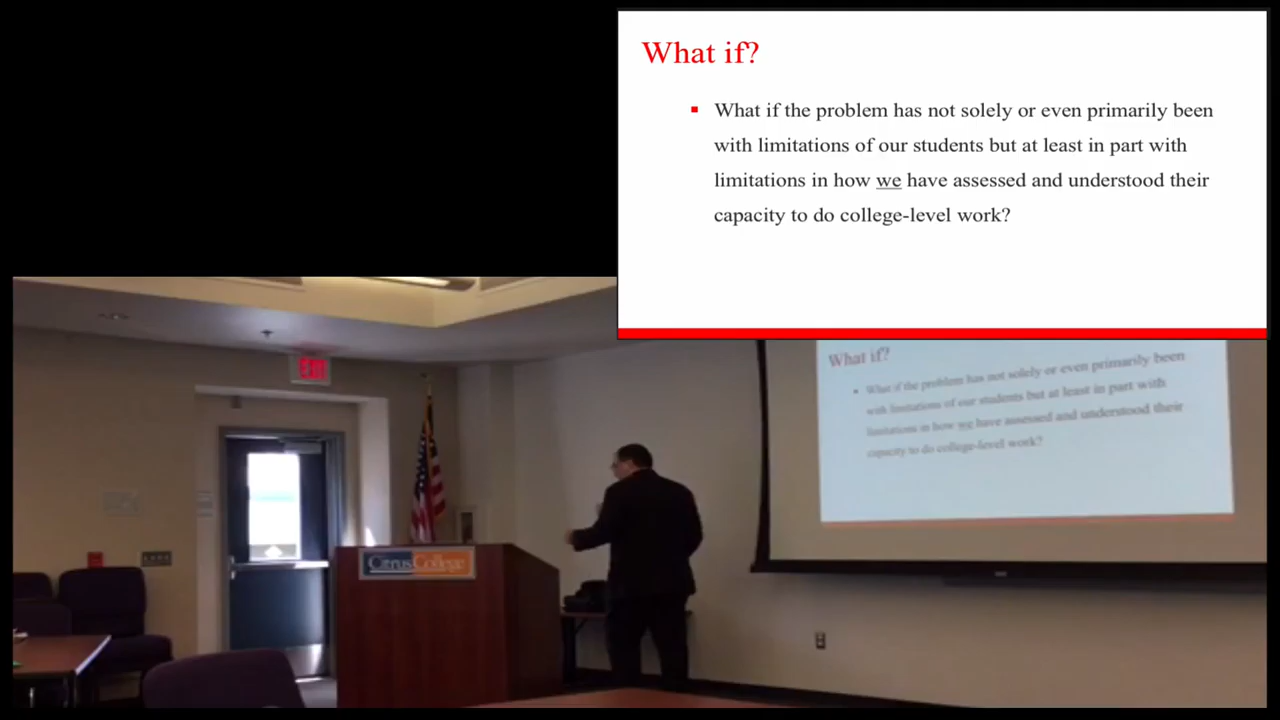 What if?
What if the problem has not solely or even primarily been
with limitations of our students but at least in part with
limitations in how we have assessed and understood their
capacity to do college-level work?
EXIT
What if?
What if the problem has not solely or even primarily been
with limitations of our students but at least in part with
limitations in how we have assessed and understood their
capacity to do college-level work?
Citrus College